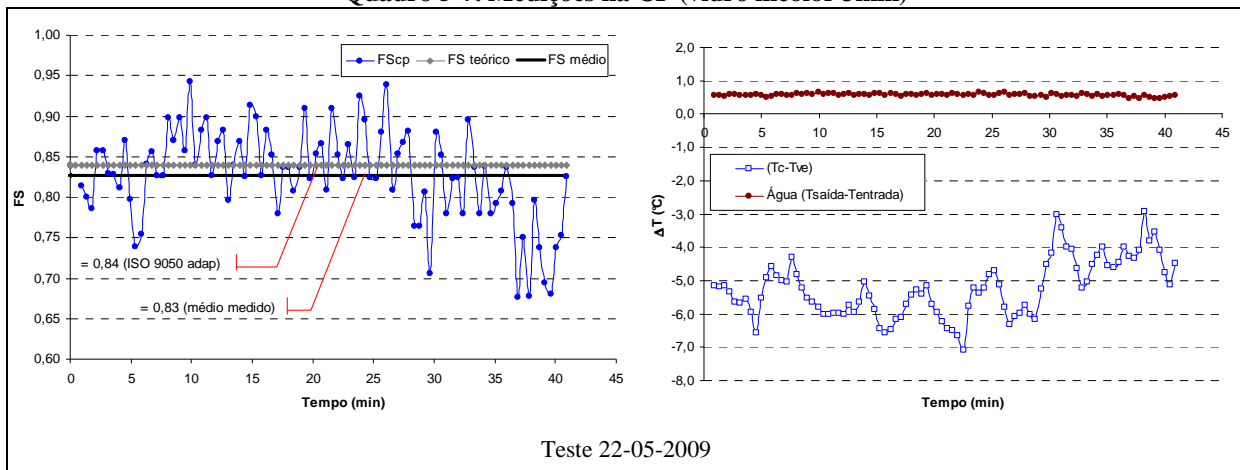 Quadro 5-7: Medições na CP (vidro incolor 3mm)
1,00
0,95
0,90
0,85
0,80
0,75
0,70
0,65
0,60
FS
FScp
FS teórico
FS médio
= 0,84 (ISO 9050 adap)
= 0,83 (médio medido)
0 5 10 15 20 25 30 35 40 45
Tempo (min)
2,0
1,0
0,0
-1,0
-2,0
-3,0
-4,0
-5,0
-6,0
-7,0
-8,0
ΔT (ºC)
0 5 10 15 20 25 30 35 40 45
(Tc-Tve)
Água (Tsaída-Tentrada)
Tempo (min)
Teste 22-05-2009